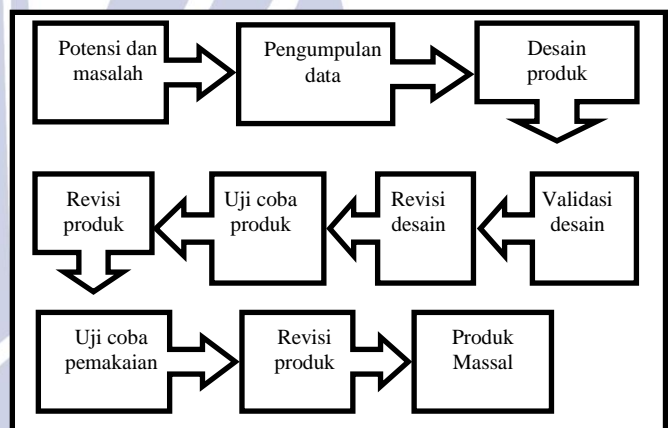 Potensi dan
masalah
Pengumpulan
data
Desain
produk
Validasi
desain
Revisi
desain
Uji coba
produk
Revisi
produk
Uji coba
pemakaian
Revisi
produk
Produk
Massal